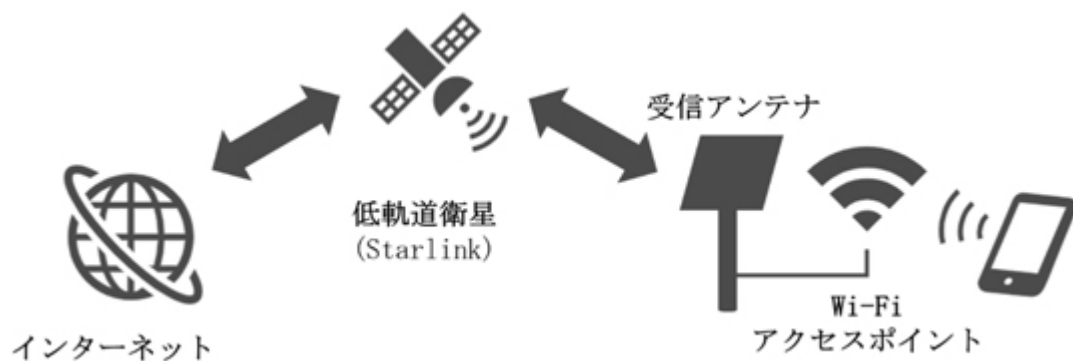 受信アンテナ
低軌道衛星
(Starlink)
Wi-Fi
アクセスポイント
インターネット